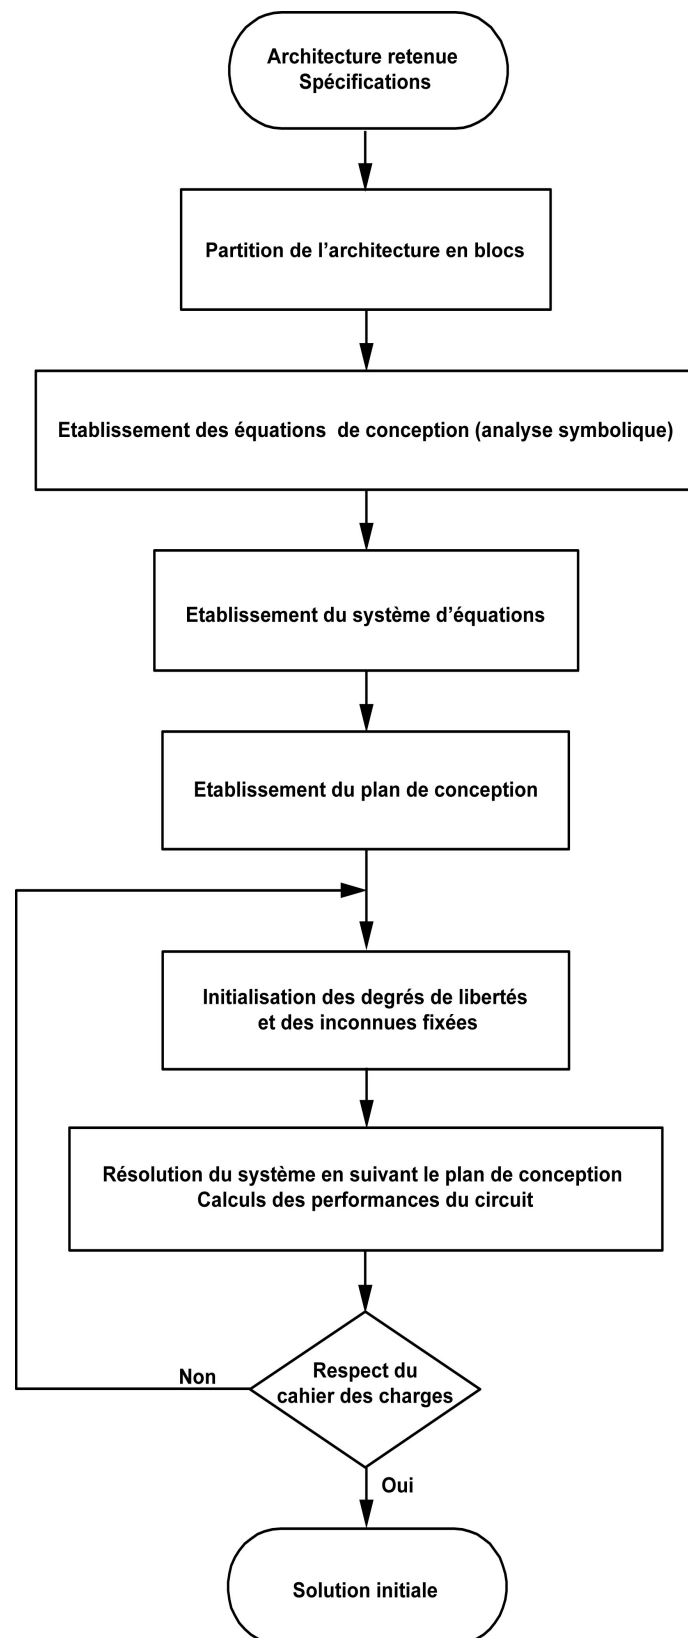 Architecture retenue
Spécifications
Partition de l'architecture en blocs
Etablissement des équations  de conception (analyse symbolique)
Etablissement du système d'équations
Etablissement du plan de conception
Initialisation des degrés de libertés
et des inconnues fixées
Résolution du système en suivant le plan de conception
Calculs des performances du circuit
Respect du
cahier des charges
Non
Oui
Solution initiale